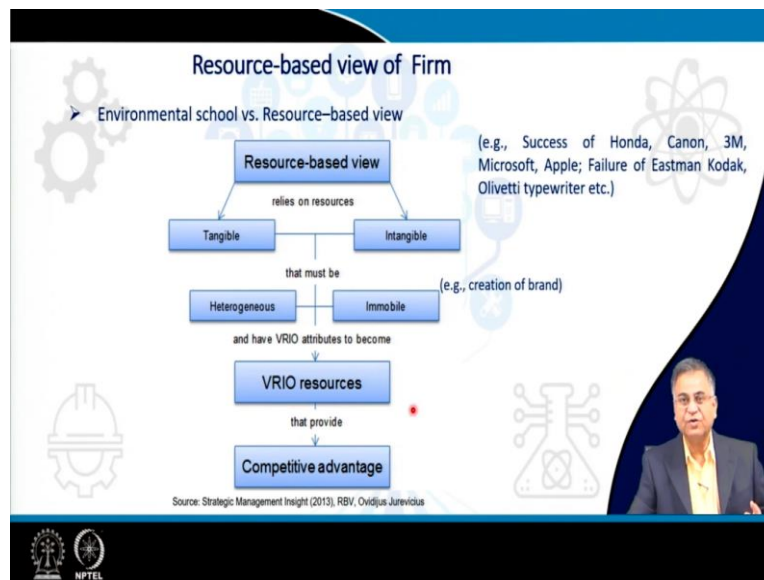 Resource-based view of Firm
➤ Environmental school vs. Resource–based view
(e.g., Success of Honda, Canon, 3M,
Microsoft, Apple; Failure of Eastman Kodak,
Olivetti typewriter etc.)
Resource-based view
relies on resources
Tangible
Intangible
that must be
Heterogeneous
Immobile
(e.g., creation of brand)
and have VRIO attributes to become
VRIO resources
that provide
Competitive advantage
Source: Strategic Management Insight (2013), RBV, Ovidijus Jurevicius
NPTEL